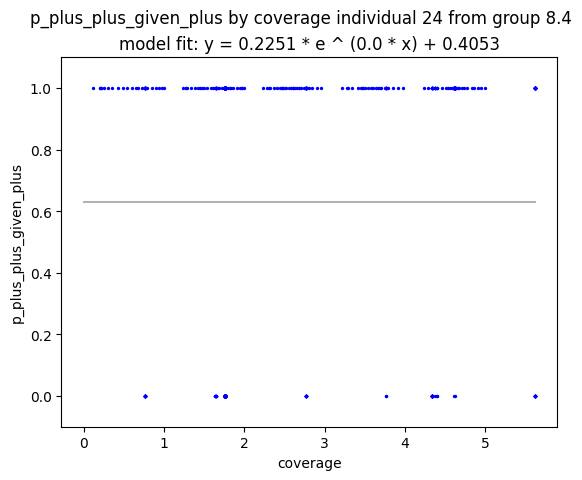 p_plus_plus_given_plus by coverage individual 24 from group 8.4
model fit: y = 0.2251 * e ^ (0.0 * x) + 0.4053
1.0
0.8
0.6
0.4
0.2
0.0
p_plus_plus_given_plus
0 1 2 3 4 5
coverage